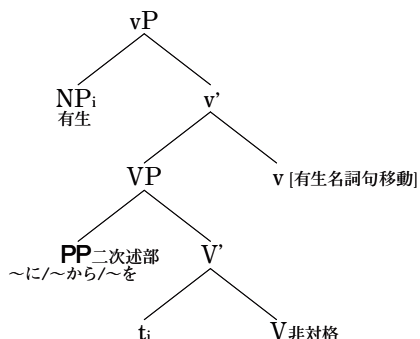 vP
NPi
有生
v'
VP
v [有生名詞句移動]
PP二次述部
～に/～から/～を
V'
ti
V非対格